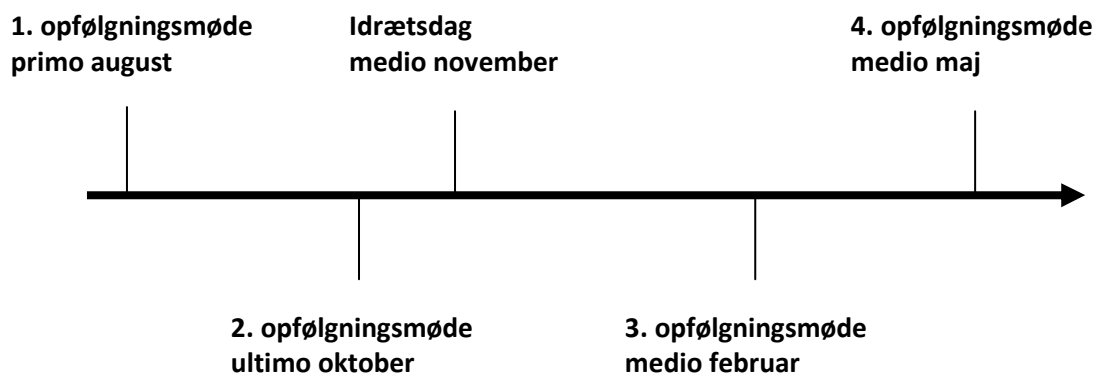 1. opfølgningsmøde
primo august
Idrætsdag
medio november
4. opfølgningsmøde
medio maj
2. opfølgningsmøde
ultimo oktober
3. opfølgningsmøde
medio februar